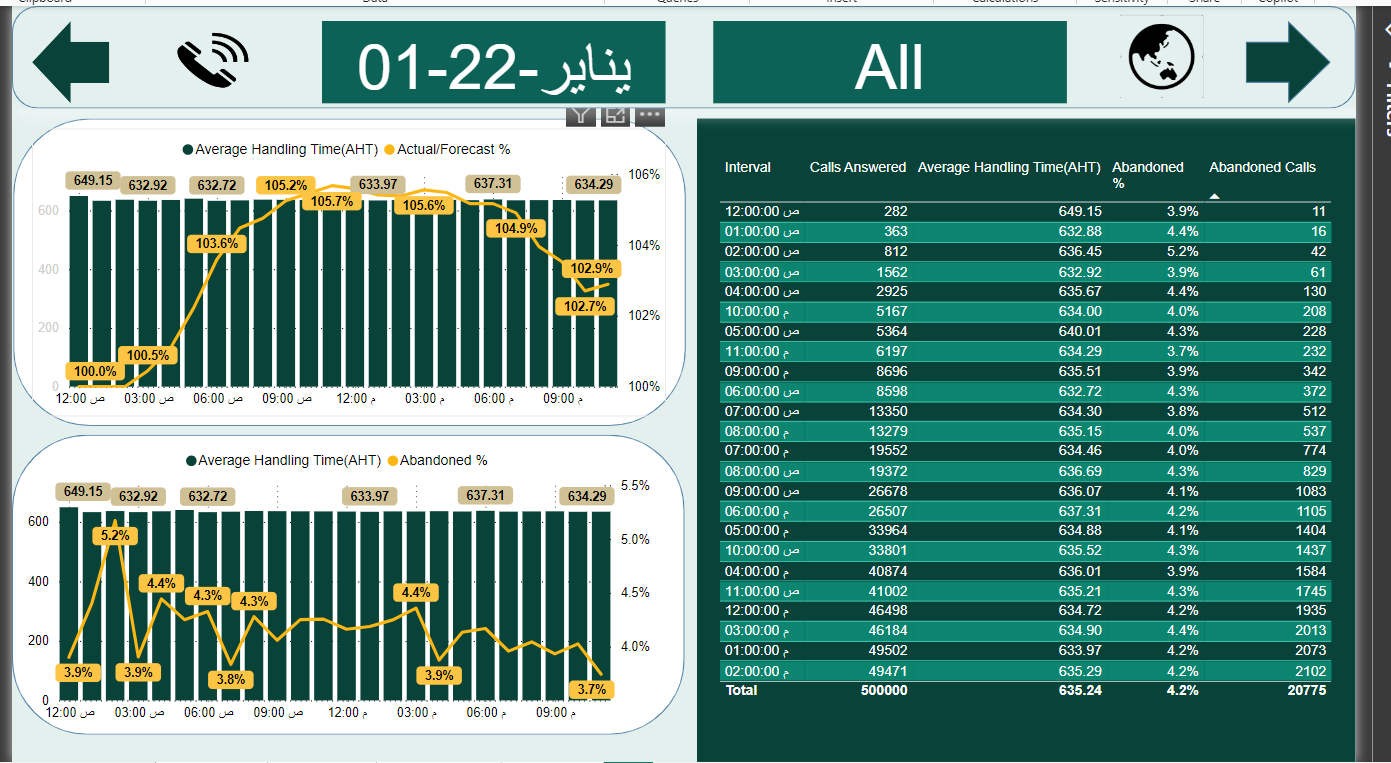 Clipboard
Data
Queries
Insert
Calculations
Sensitivity
Share
Copilot
01-22-يناير
All
Filters
Average Handling Time(AHT) Actual/Forecast %
649.15 632.92 632.72 105.2% 633.97 637.31 634.29
106%
105.7% 105.6%
600
104.9%
103.6%
104%
400
102.9%
102.7%
102%
200
100.5%
100.0%
0
100%
12:00 ص 03:00 ص 06:00 ص 09:00 ص 12:00 م 03:00 م 06:00 م 09:00 م
Average Handling Time(AHT) Abandoned %
649.15 632.92 632.72 633.97 637.31 634.29
5.5%
600
5.2%
5.0%
400
4.4% 4.3% 4.3% 4.4%
4.5%
200
4.0%
3.9% 3.9% 3.8% 3.9% 3.7%
0
12:00 ص 03:00 ص 06:00 ص 09:00 ص 12:00 م 03:00 م 06:00 م 09:00 م
Interval Calls Answered Average Handling Time(AHT) Abandoned % Abandoned Calls
12:00:00 ص 282 649.15 3.9% 11
01:00:00 ص 363 632.88 4.4% 16
02:00:00 ص 812 636.45 5.2% 42
03:00:00 ص 1562 632.92 3.9% 61
04:00:00 ص 2925 635.67 4.4% 130
10:00:00 م 5167 634.00 4.0% 208
05:00:00 ص 5364 640.01 4.3% 228
11:00:00 م 6197 634.29 3.7% 232
09:00:00 م 8696 635.51 3.9% 342
06:00:00 ص 8598 632.72 4.3% 372
07:00:00 ص 13350 634.30 3.8% 512
08:00:00 م 13279 635.15 4.0% 537
07:00:00 م 19552 634.46 4.0% 774
08:00:00 ص 19372 636.69 4.3% 829
09:00:00 ص 26678 636.07 4.1% 1083
06:00:00 م 26507 637.31 4.2% 1105
05:00:00 م 33964 634.88 4.1% 1404
10:00:00 ص 33801 635.52 4.3% 1437
04:00:00 م 40874 636.01 3.9% 1584
11:00:00 ص 41002 635.21 4.3% 1745
12:00:00 م 46498 634.72 4.2% 1935
03:00:00 م 46184 634.90 4.4% 2013
01:00:00 م 49502 633.97 4.2% 2073
02:00:00 م 49471 635.29 4.2% 2102
Total 500000 635.24 4.2% 20775